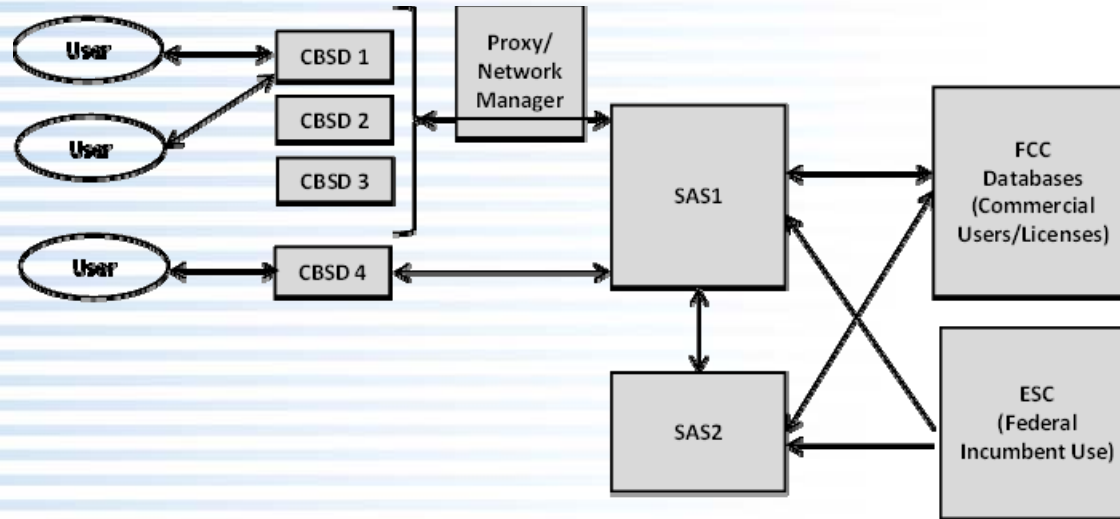 User
CBSD 1
Proxy/
Network
Manager
User
CBSD 2
CBSD 3
User
CBSD 4
SAS1
FCC
Databases
(Commercial
Users/Licenses)
SAS2
ESC
(Federal
Incumbent Use)